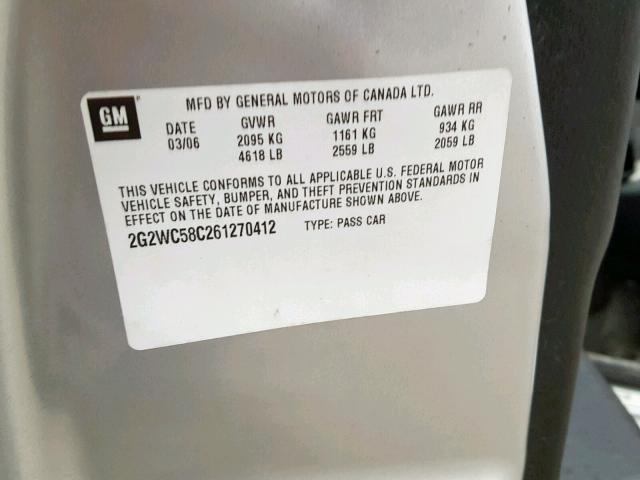 GM
MFD BY GENERAL MOTORS OF CANADA LTD.
DATE GVWR GAWR FRT GAWR RR
03/06 2095 KG 1161 KG 934 KG
4618 LB 2559 LB 2059 LB
THIS VEHICLE CONFORMS TO ALL APPLICABLE U.S. FEDERAL MOTOR
VEHICLE SAFETY, BUMPER, AND THEFT PREVENTION STANDARDS IN
EFFECT ON THE DATE OF MANUFACTURE SHOWN ABOVE.
2G2WC58C261270412 TYPE: PASS CAR